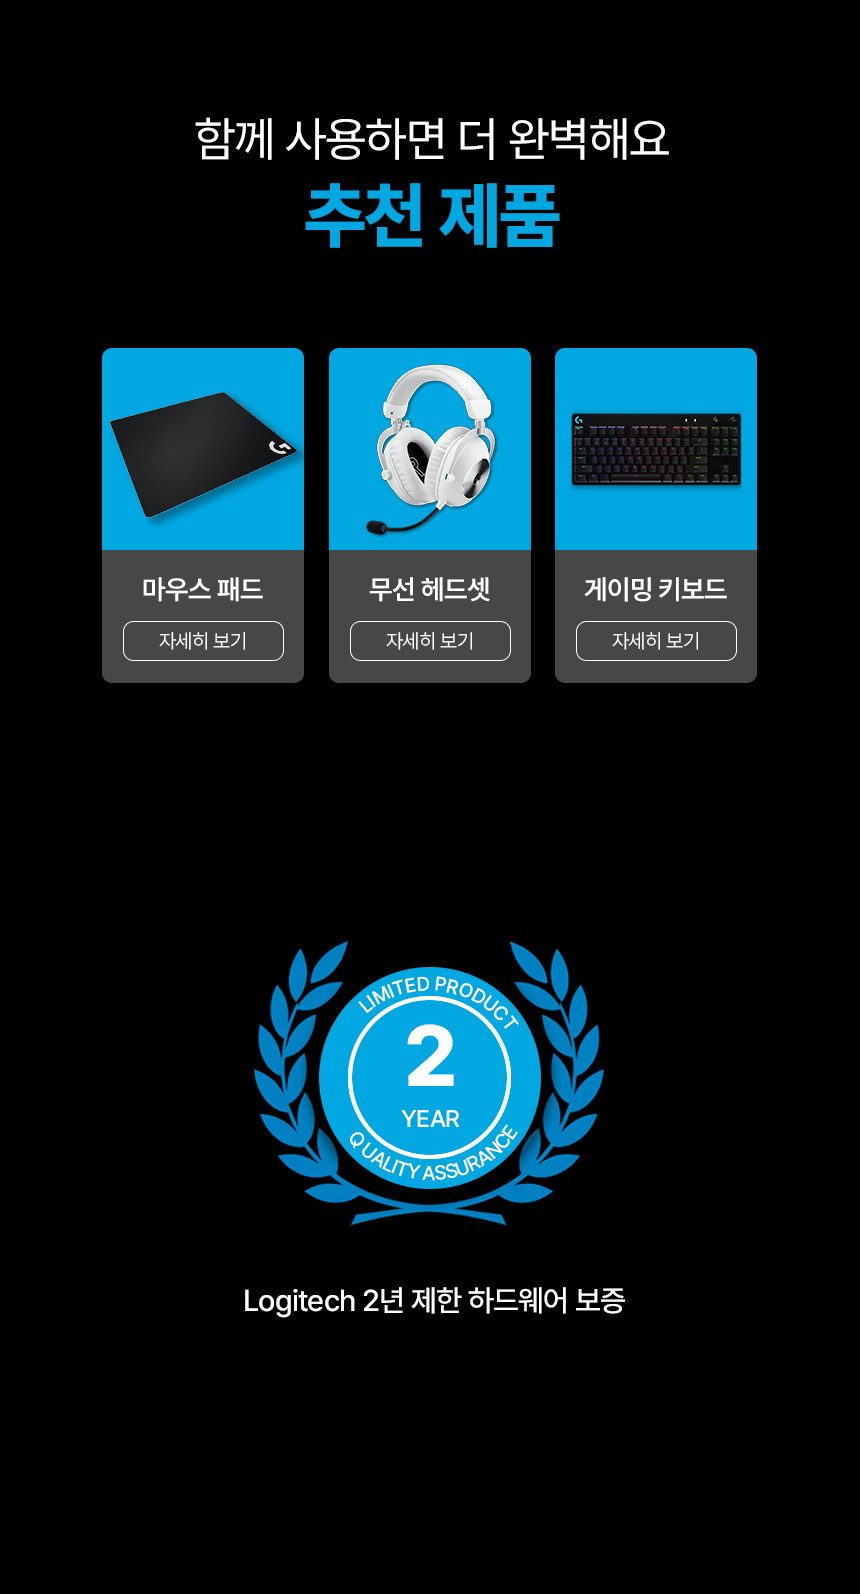 함께 사용하면 더 완벽해요
추천 제품
마우스 패드
자세히 보기
무선 헤드셋
자세히 보기
게이밍 키보드
자세히 보기
LIMITED PRODUCT
2
YEAR
QUALITY ASSURANCE
Logitech 2년 제한 하드웨어 보증